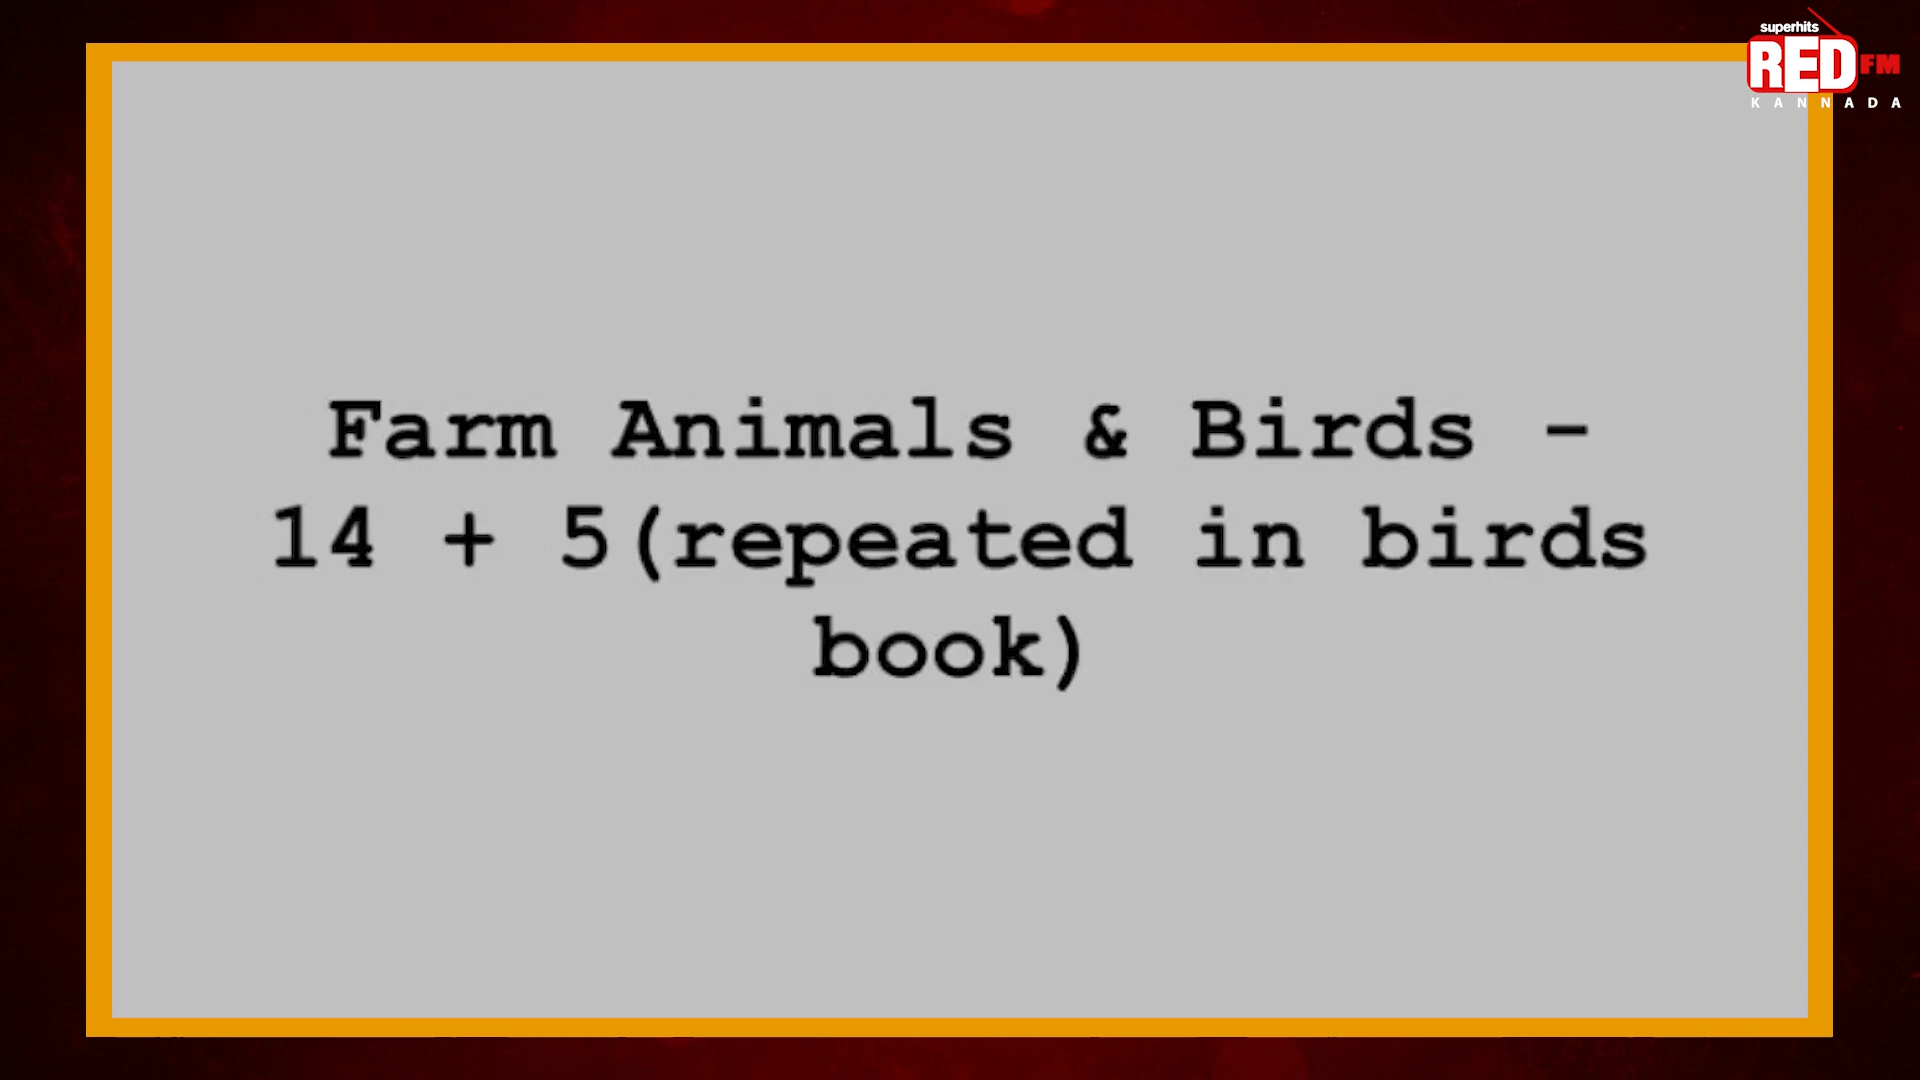 superhits
RED FM
KANNADA
Farm Animals & Birds -
14 + 5(repeated in birds
book)